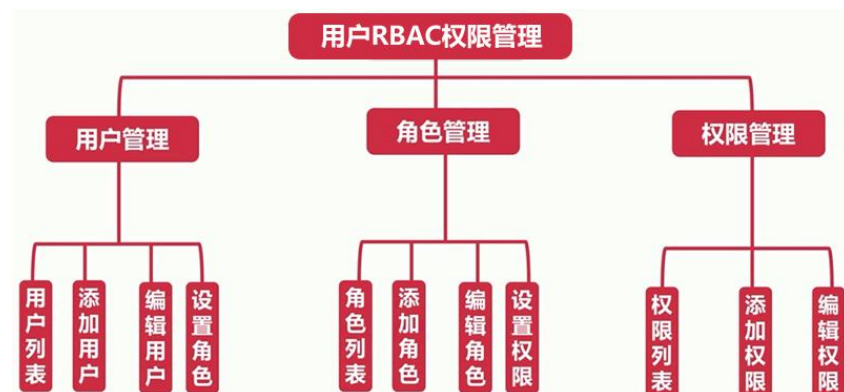 用户RBAC权限管理
用户管理
角色管理
权限管理
用户列表
添加用户
编辑用户
设置角色
角色列表
添加角色
编辑角色
设置权限
权限列表
添加权限
编辑权限